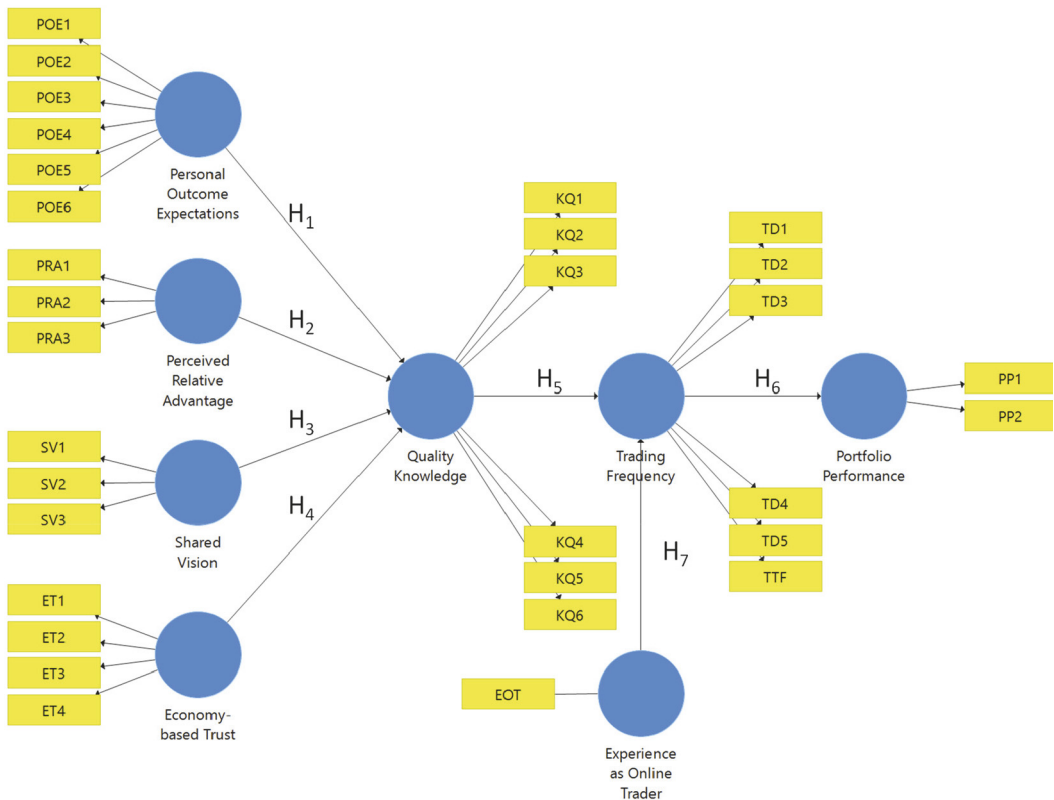 POE1
POE2
POE3
POE4
POE5
POE6
Personal
Outcome
Expectations
H1
PRA1
PRA2
PRA3
Perceived
Relative
Advantage
H2
SV1
SV2
SV3
Shared
Vision
H3
ET1
ET2
ET3
ET4
Economy-
based Trust
H4
KQ1
KQ2
KQ3
Quality
Knowledge
KQ4
KQ5
KQ6
H5
TD1
TD2
TD3
Trading
Frequency
TD4
TD5
TTF
H6
Portfolio
Performance
PP1
PP2
H7
EOT
Experience
as Online
Trader